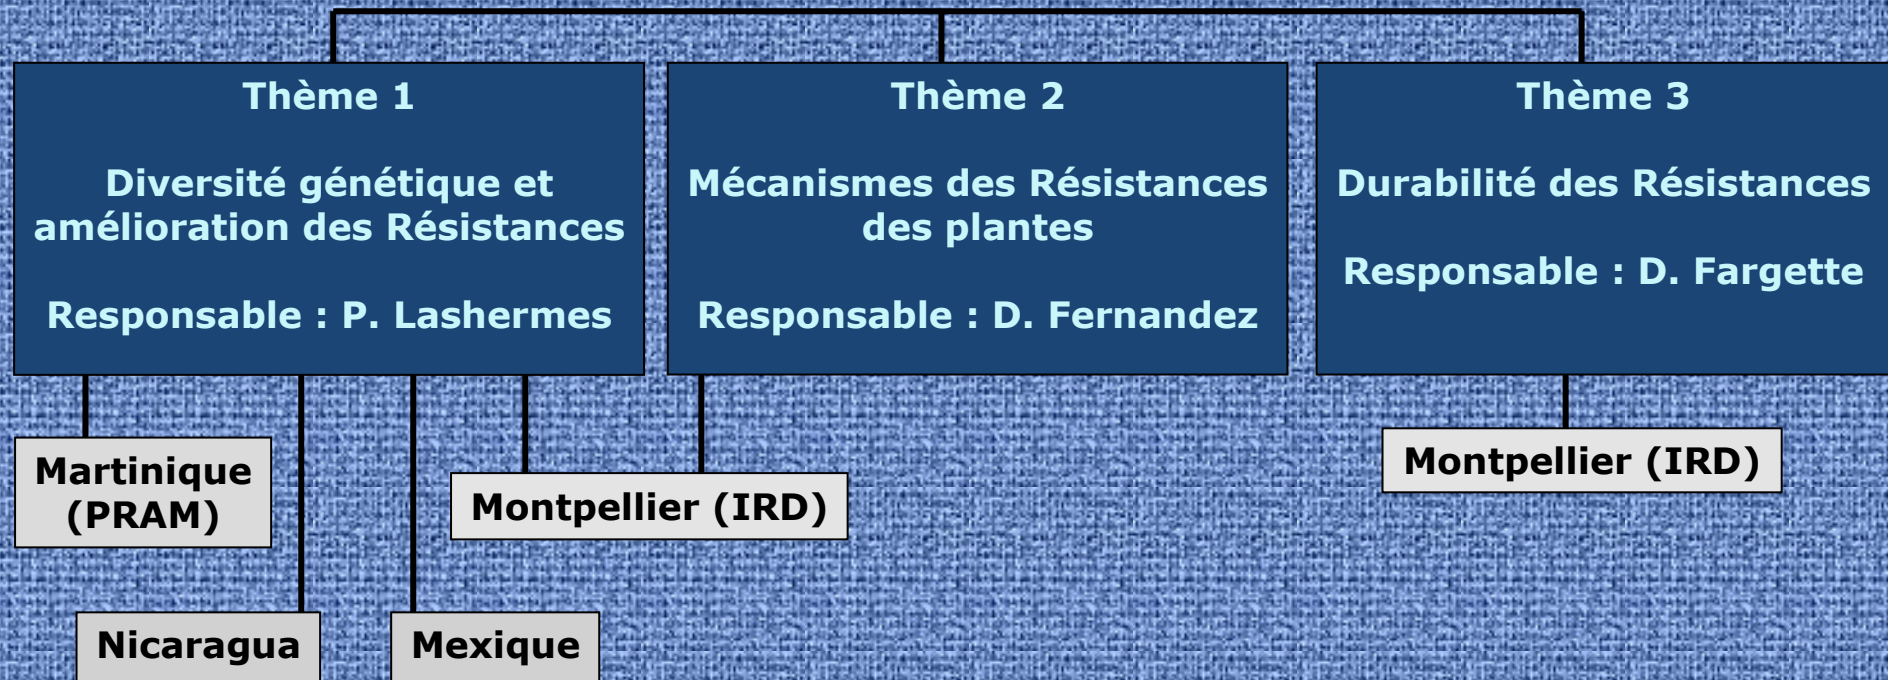 Thème 1
Diversité génétique et
amélioration des Résistances
Responsable : P. Lashermes
Thème 2
Mécanismes des Résistances
des plantes
Responsable : D. Fernandez
Thème 3
Durabilité des Résistances
Responsable : D. Fargette
Martinique
(PRAM)
Montpellier (IRD)
Montpellier (IRD)
Nicaragua
Mexique